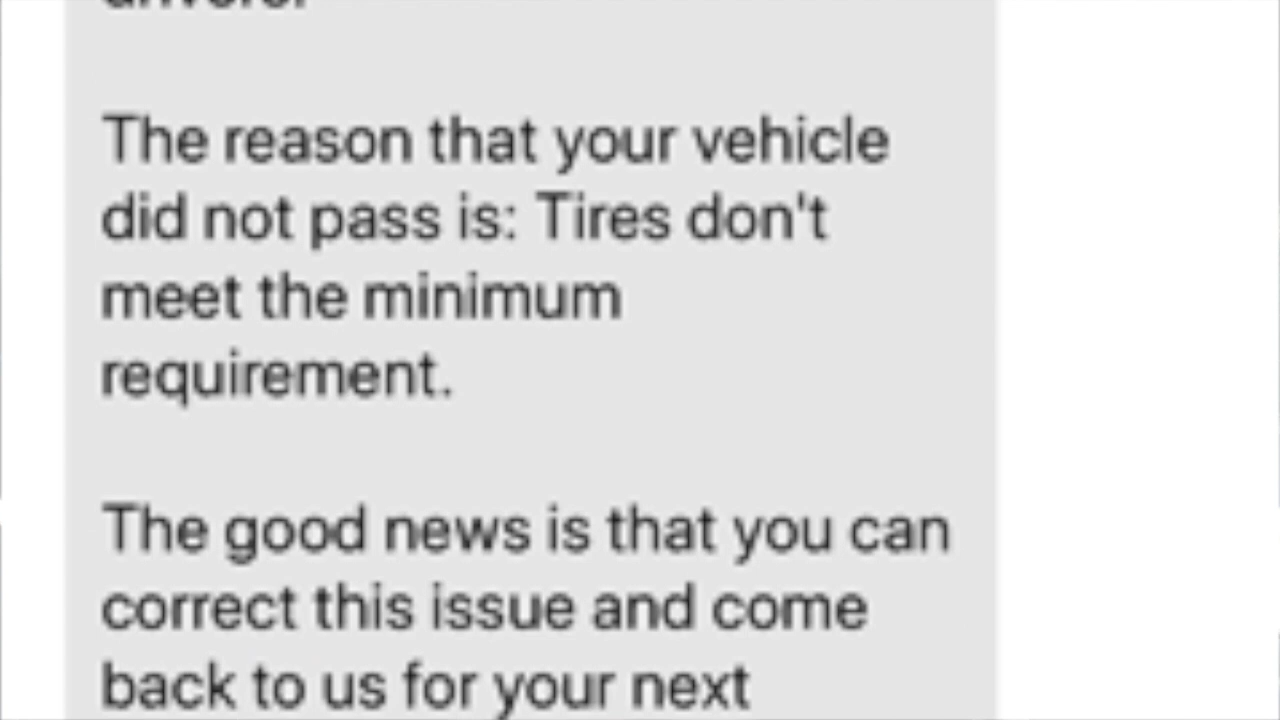 The reason that your vehicle
did not pass is: Tires don't
meet the minimum
requirement.
The good news is that you can
correct this issue and come
back to us for your next